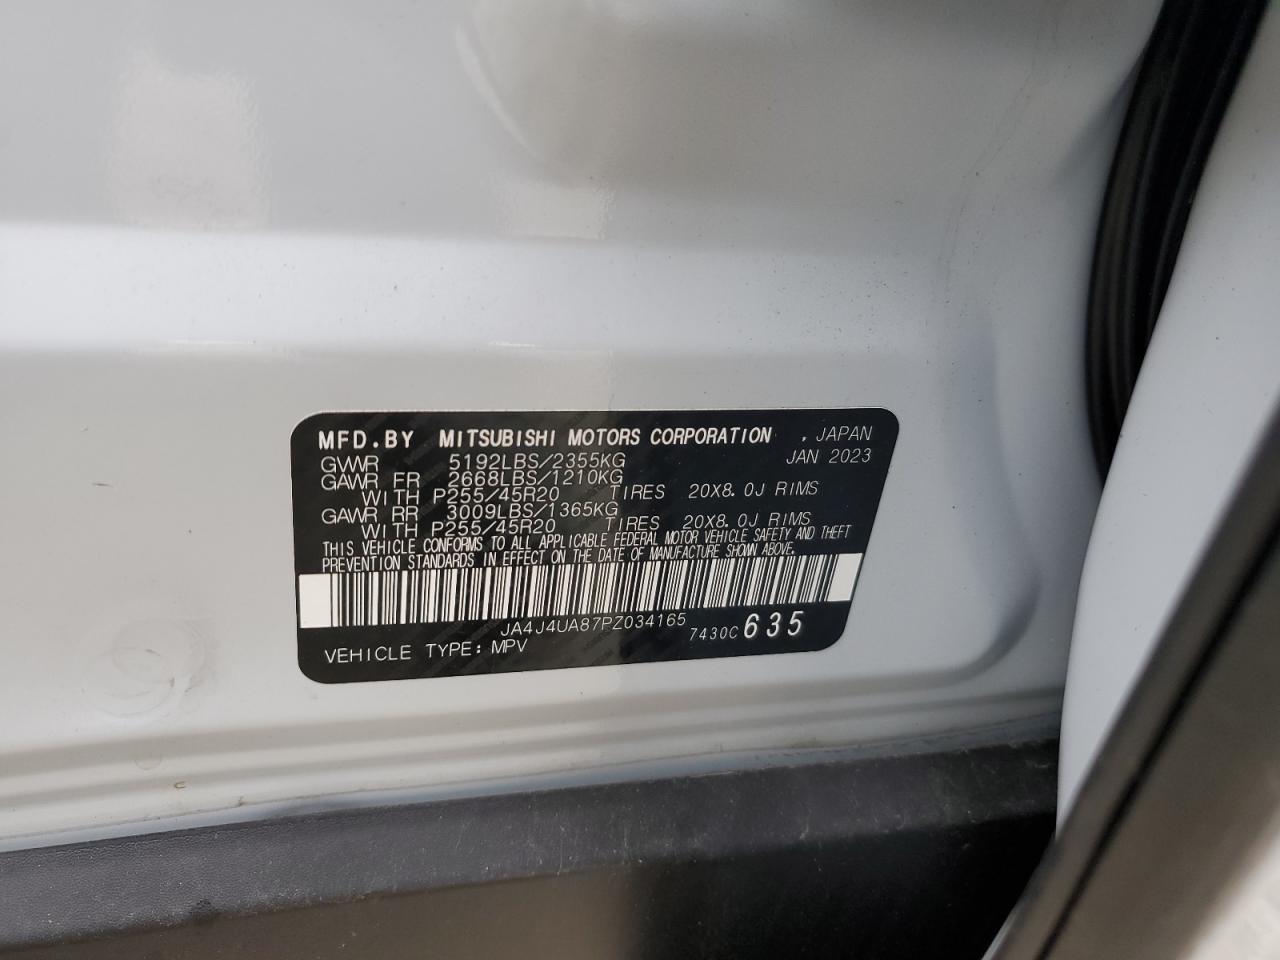 MFD.BY MITSUBISHI MOTORS CORPORATION , JAPAN
GVWR 5192LBS/2355KG JAN 2023
GAWR FR 2668LBS/1210KG
WITH P255/45R20 TIRES 20X8.0J RIMS
GAWR RR 3009LBS/1365KG
WITH P255/45R20 TIRES 20X8.0J RIMS
THIS VEHICLE CONFORMS TO ALL APPLICABLE FEDERAL MOTOR VEHICLE SAFETY AND THEFT
PREVENTION STANDARDS IN EFFECT ON THE DATE OF MANUFACTURE SHOWN ABOVE.
JA4J4UA87PZ034165
7430C 635
VEHICLE TYPE: MPV